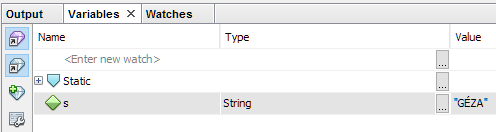 Output Variables × Watches
Name Type Value
<Enter new watch> ...
Static ...
s String ... "GÉZA"